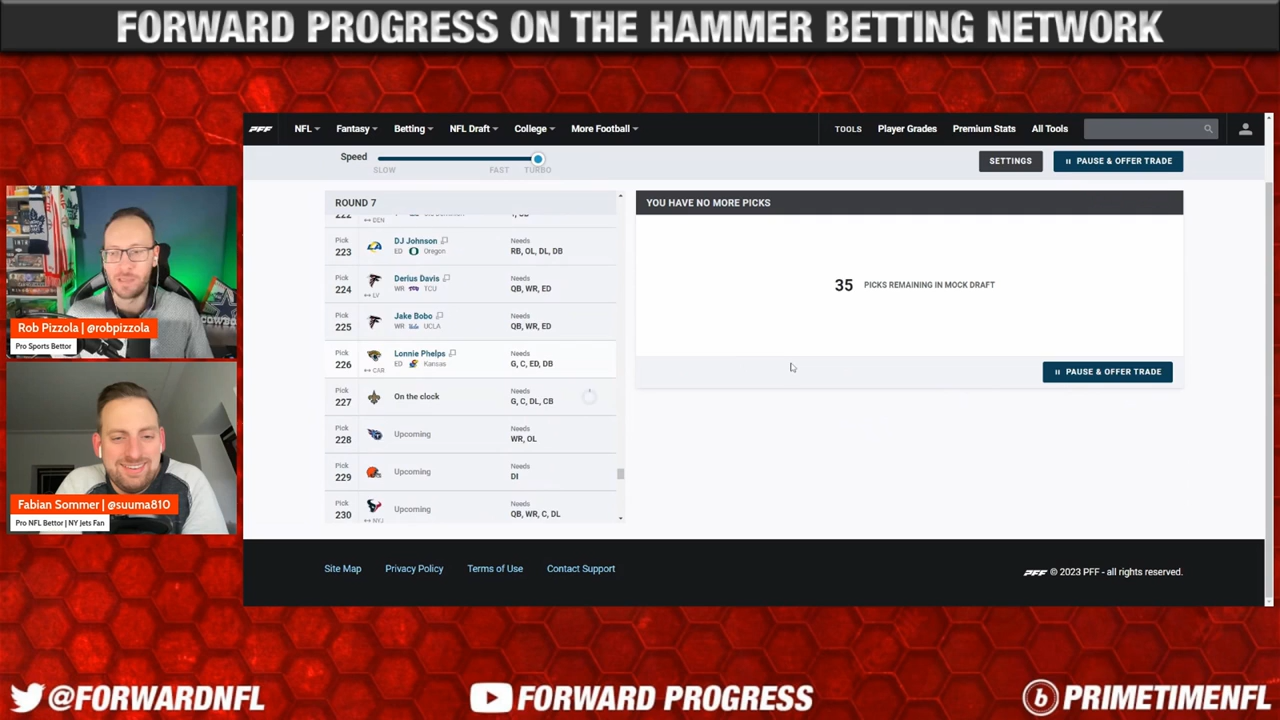 FORWARD PROGRESS ON THE HAMMER BETTING NETWORK
PFF NFL Fantasy Betting NFL Draft College More Football TOOLS Player Grades Premium Stats All Tools
Speed
SLOW FAST TURBO
SETTINGS
PAUSE & OFFER TRADE
ROUND 7
222
DEN
Pick 223
DJ Johnson
ED Oregon
Needs
RB, OL, DL, DB
Pick 224
Derius Davis
WR TCU
LV
Needs
QB, WR, ED
Pick 225
Jake Bobo
WR UCLA
Needs
QB, WR, ED
Pick 226
Lonnie Phelps
ED Kansas
CAR
Needs
G, C, ED, DB
Pick 227
On the clock
Needs
G, C, DL, CB
Pick 228
Upcoming
Needs
WR, OL
Pick 229
Upcoming
Needs
DI
Pick 230
Upcoming
NYJ
Needs
QB, WR, C, DL
YOU HAVE NO MORE PICKS
35 PICKS REMAINING IN MOCK DRAFT
PAUSE & OFFER TRADE
Rob Pizzola | @robpizzola
Pro Sports Bettor
Fabian Sommer | @suuma810
Pro NFL Bettor | NY Jets Fan
Site Map Privacy Policy Terms of Use Contact Support
PFF © 2023 PFF - all rights reserved.
@FORWARDNFL
FORWARD PROGRESS
b PRIMETIMENFL